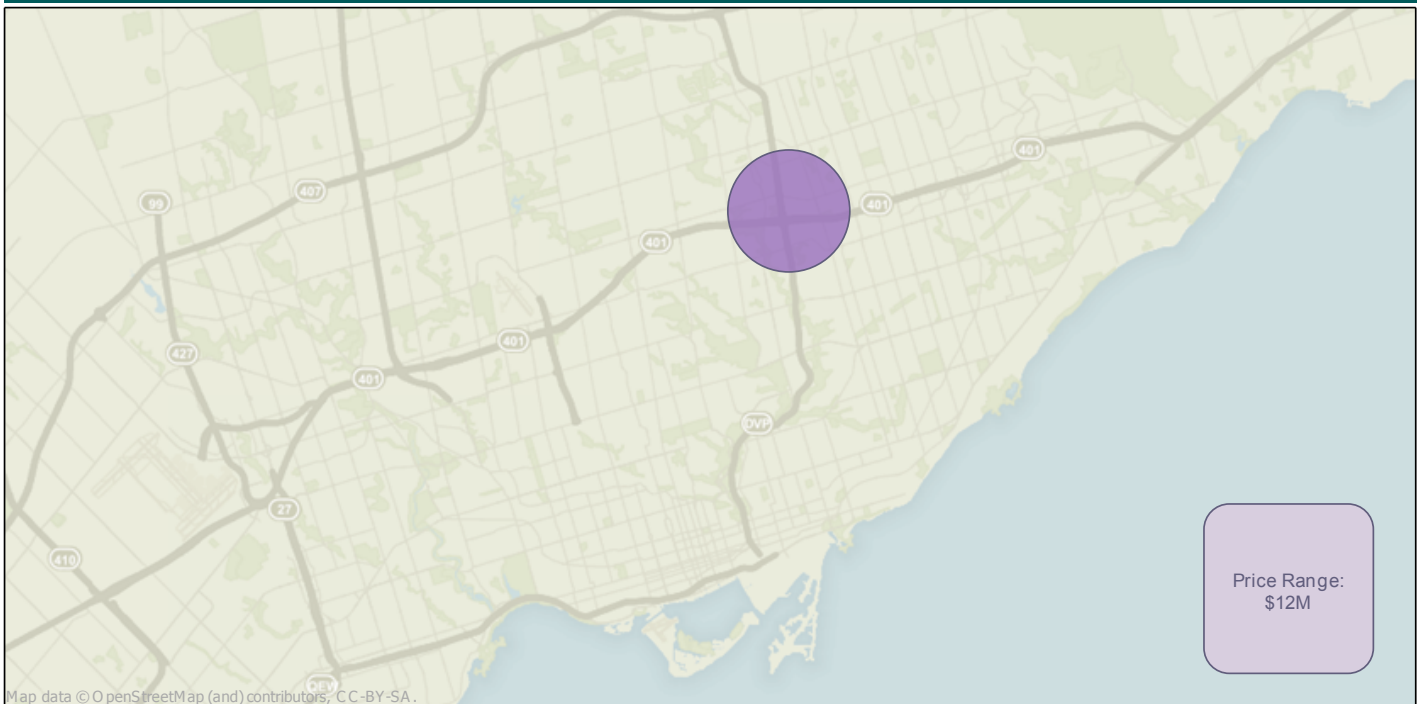 401
407
99
401
401
401
427
401
DVP
27
410
Price Range:
$12M
QEW
Map data © OpenStreetMap (and) contributors, CC-BY-SA.